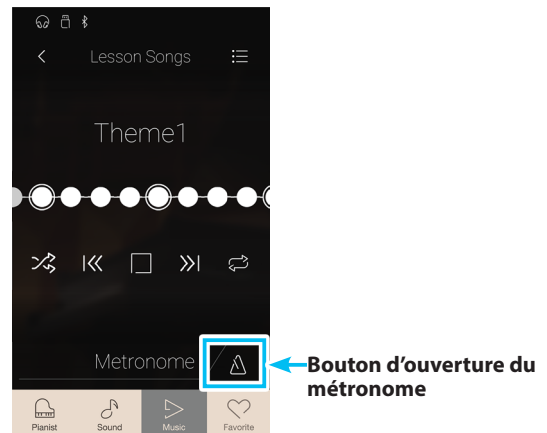 Lesson Songs
Theme1
Metronome
Bouton d'ouverture du
métronome
Pianist Sound Music Favorite